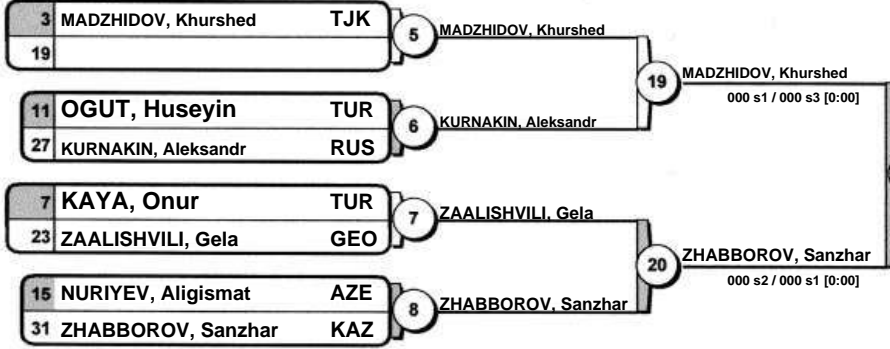 3 MADZHIDOV, Khurshed TJK
19
5
MADZHIDOV, Khurshed
11 OGUT, Huseyin TUR
27 KURNAKIN, Aleksandr RUS
6
KURNAKIN, Aleksandr
19
MADZHIDOV, Khurshed
000 s1 / 000 s3 [0:00]
7 KAYA, Onur TUR
23 ZAALISHVILI, Gela GEO
7
ZAALISHVILI, Gela
15 NURIYEV, Aligismat AZE
31 ZHABBOROV, Sanzhar KAZ
8
ZHABBOROV, Sanzhar
20
ZHABBOROV, Sanzhar
000 s2 / 000 s1 [0:00]